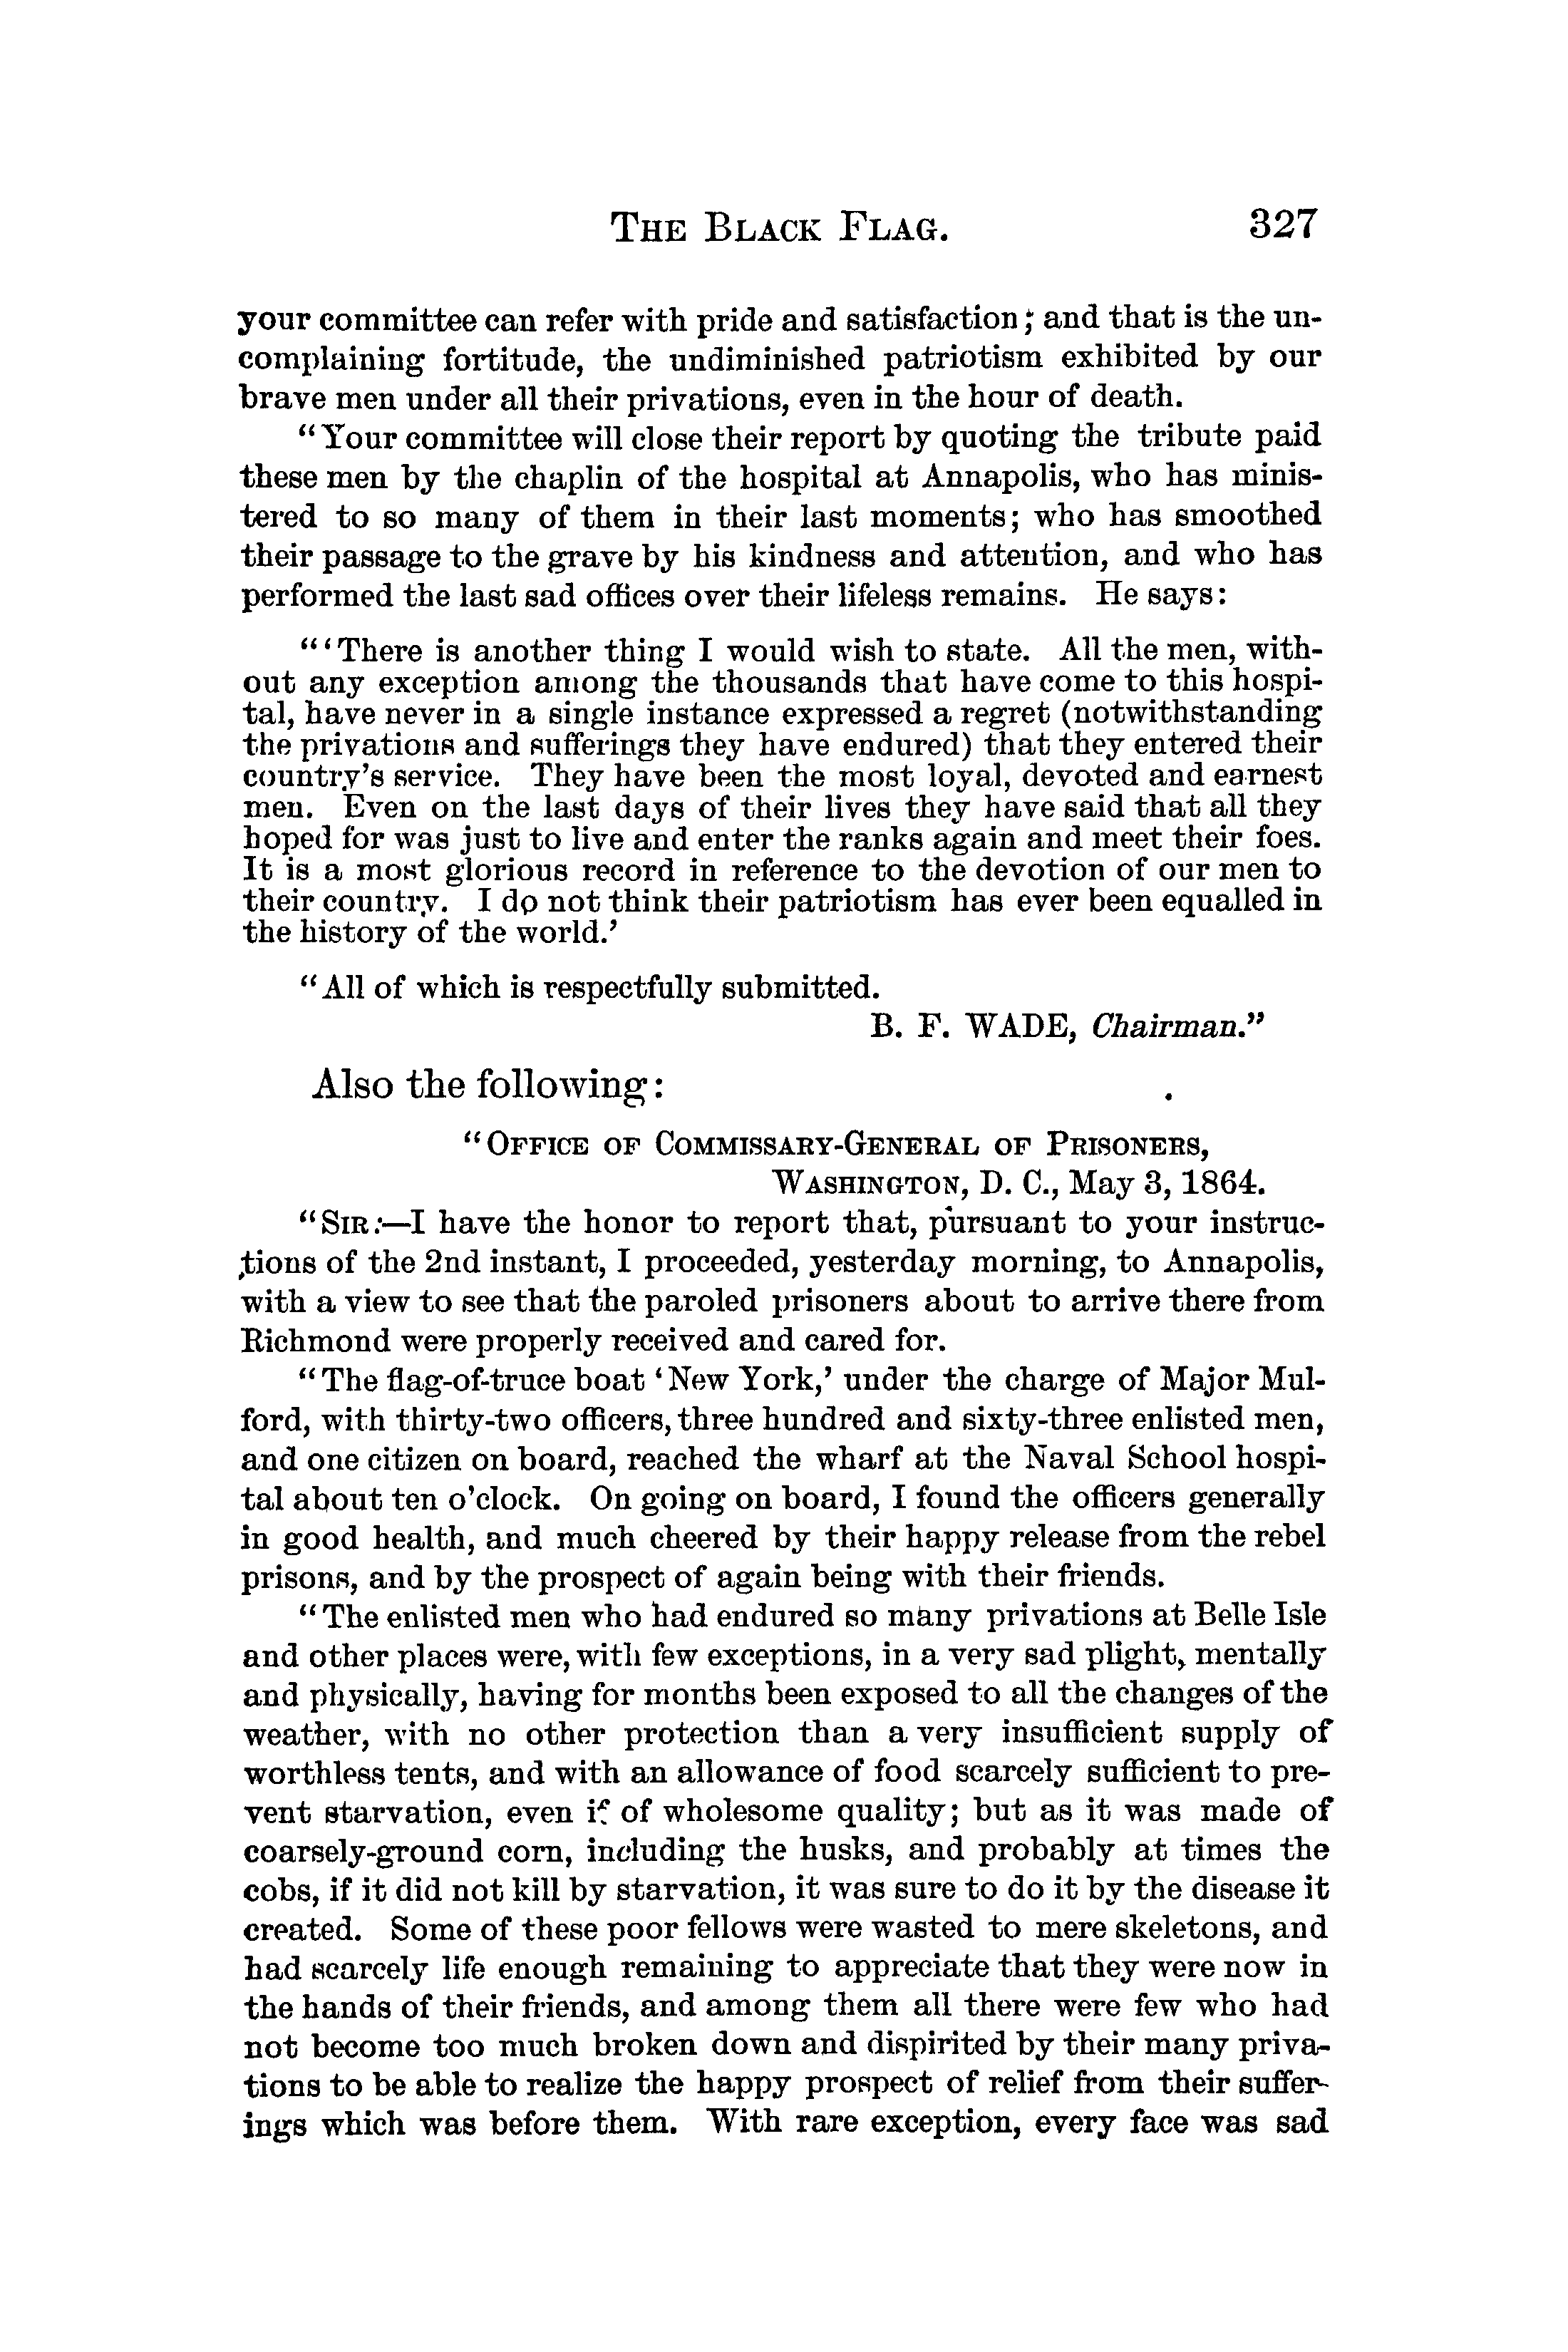 THE BLACK FLAG. 327
your committee can refer with pride and satisfaction; and that is the un-
complaining fortitude, the undiminished patriotism exhibited by our
brave men under all their privations, even in the hour of death.
"Your committee will close their report by quoting the tribute paid
these men by the chaplin of the hospital at Annapolis, who has minis-
tered to so many of them in their last moments; who has smoothed
their passage to the grave by his kindness and attention, and who has
performed the last sad offices over their lifeless remains. He says:
"'There is another thing I would wish to state. All the men, with-
out any exception among the thousands that have come to this hospi-
tal, have never in a single instance expressed a regret (notwithstanding
the privations and sufferings they have endured) that they entered their
country's service. They have been the most loyal, devoted and earnest
men. Even on the last days of their lives they have said that all they
hoped for was just to live and enter the ranks again and meet their foes.
It is a most glorious record in reference to the devotion of our men to
their country. I do not think their patriotism has ever been equalled in
the history of the world.'
"All of which is respectfully submitted.
B. F. WADE, Chairman."
Also the following:
"OFFICE OF COMMISSARY-GENERAL OF PRISONERS,
WASHINGTON, D. C., May 3, 1864.
"SIR:—I have the honor to report that, pursuant to your instruc-
tions of the 2nd instant, I proceeded, yesterday morning, to Annapolis,
with a view to see that the paroled prisoners about to arrive there from
Richmond were properly received and cared for.
"The flag-of-truce boat 'New York,' under the charge of Major Mul-
ford, with thirty-two officers, three hundred and sixty-three enlisted men,
and one citizen on board, reached the wharf at the Naval School hospi-
tal about ten o'clock. On going on board, I found the officers generally
in good health, and much cheered by their happy release from the rebel
prisons, and by the prospect of again being with their friends.
"The enlisted men who had endured so many privations at Belle Isle
and other places were, with few exceptions, in a very sad plight, mentally
and physically, having for months been exposed to all the changes of the
weather, with no other protection than a very insufficient supply of
worthless tents, and with an allowance of food scarcely sufficient to pre-
vent starvation, even if of wholesome quality; but as it was made of
coarsely-ground corn, including the husks, and probably at times the
cobs, if it did not kill by starvation, it was sure to do it by the disease it
created. Some of these poor fellows were wasted to mere skeletons, and
had scarcely life enough remaining to appreciate that they were now in
the hands of their friends, and among them all there were few who had
not become too much broken down and dispirited by their many priva-
tions to be able to realize the happy prospect of relief from their suffer-
ings which was before them. With rare exception, every face was sad